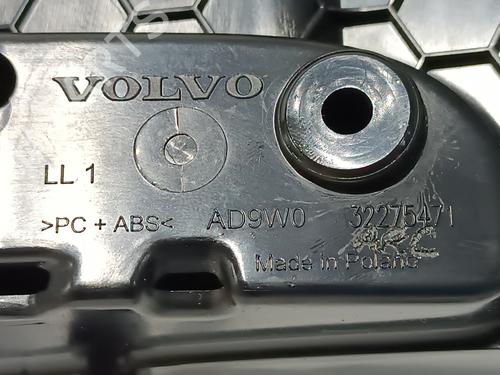 VOLVO
LL 1
>PC + ABS< AD9W0 32275471
Made in Poland